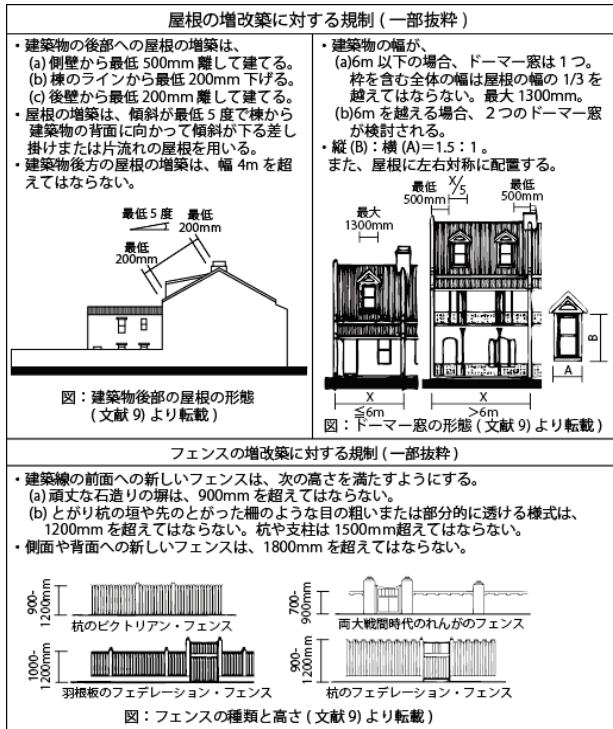 屋根の増改築に対する規制 ( 一部抜粋 )
・建築物の後部への屋根の増築は、
(a) 側壁から最低 500mm 離して建てる。
(b) 棟のラインから最低 200mm 下げる。
(c) 後壁から最低 200mm 離して建てる。
・屋根の増築は、傾斜が最低 5 度で棟から
建築物の背面に向かって傾斜が下る差し
掛けまたは片流れの屋根を用いる。
・建築物後方の屋根の増築は、幅 4m を超
えてはならない。
最低 5 度
最低
200mm
最低
200mm
図：建築物後部の屋根の形態
( 文献 9) より転載 )
・建築物の幅が、
(a)6m 以下の場合、ドーマー窓は 1 つ。
枠を含む全体の幅は屋根の幅の 1/3 を
越えてはならない。最大 1300mm。
(b)6m を越える場合、2 つのドーマー窓
が検討される。
・縦 (B)：横 (A)＝1.5：1 。
また、屋根に左右対称に配置する。
最低
500mm
X/5
最低
500mm
最大
1300mm
B
A
X
≦6m
X
>6m
図：ドーマー窓の形態 ( 文献 9) より転載 )
フェンスの増改築に対する規制 ( 一部抜粋 )
・建築線の前面への新しいフェンスは、次の高さを満たすようにする。
(a) 頑丈な石造りの塀は、900mm を超えてはならない。
(b) とがり杭の垣や先のとがった柵のような目の粗いまたは部分的に透ける様式は、
1200mm を超えてはならない。杭や支柱は 1500mm超えてはならない。
・側面や背面への新しいフェンスは、1800mm を超えてはならない。
900-
1200mm
杭のビクトリアン・フェンス
700-
900mm
両大戦間時代のれんがのフェンス
1000-
1200mm
羽根板のフェデレーション・フェンス
900-
1200mm
杭のフェデレーション・フェンス
図：フェンスの種類と高さ ( 文献 9) より転載 )